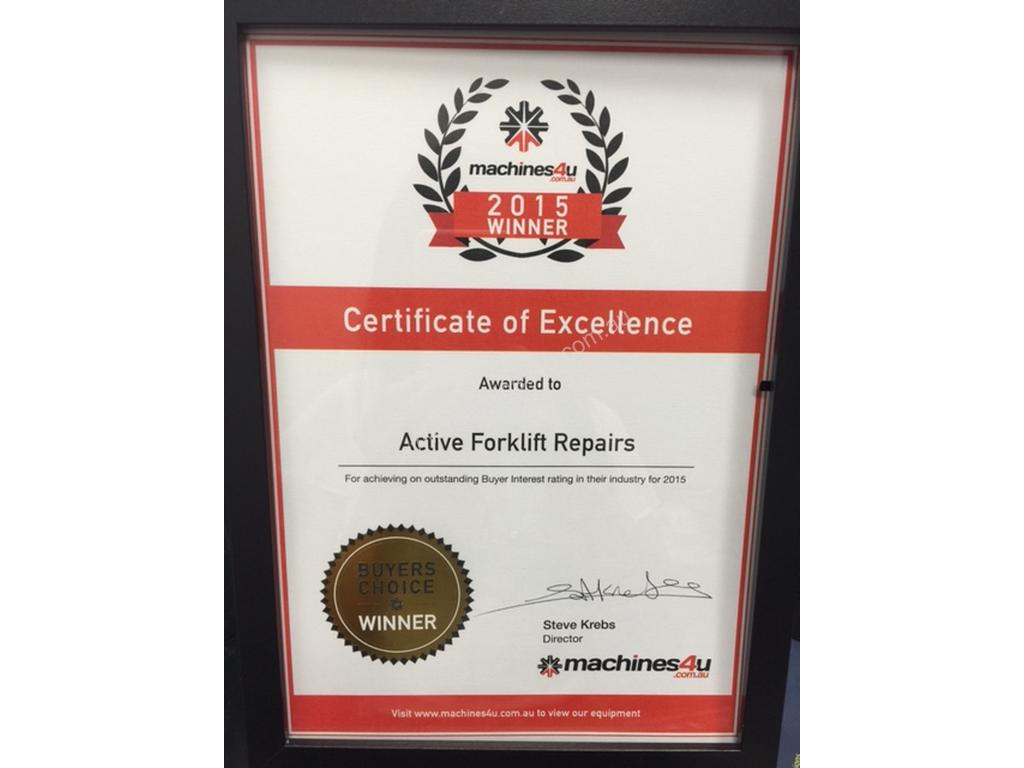 machines4u
.com.au
2015
WINNER
Certificate of Excellence
com.au
Awarded to
Active Forklift Repairs
For achieving on outstanding Buyer Interest rating in their industry for 2015
BUYERS
CHOICE
WINNER
Steve Krebs
Director
machines4u
.com.au
Visit www.machines4u.com.au to view our equipment